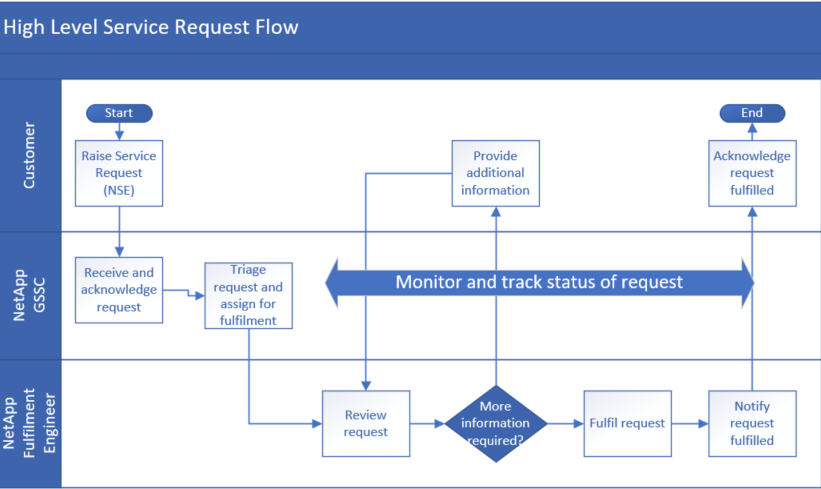 High Level Service Request Flow
Customer
Start
Raise Service
Request
(NSE)
Provide
additional
information
End
Acknowledge
request
fulfilled
NetApp
GSSC
Receive and
acknowledge
request
Triage
request and
assign for
fulfilment
Monitor and track status of request
NetApp
Fulfilment
Engineer
Review
request
More
information
required?
Fulfil request
Notify
request
fulfilled